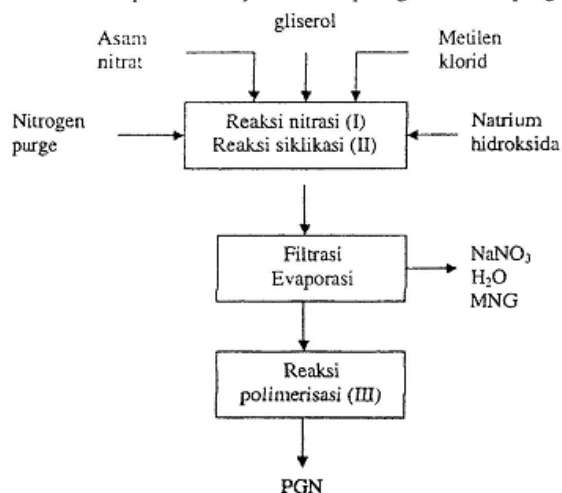 gliserol
Asam
nitrat
Metilen
klorid
Nitrogen
purge
Reaksi nitrasi (I)
Reaksi siklikasi (II)
Natrium
hidroksida
Filtrasi
Evaporasi
NaNO₃
H₂O
MNG
Reaksi
polimerisasi (III)
PGN